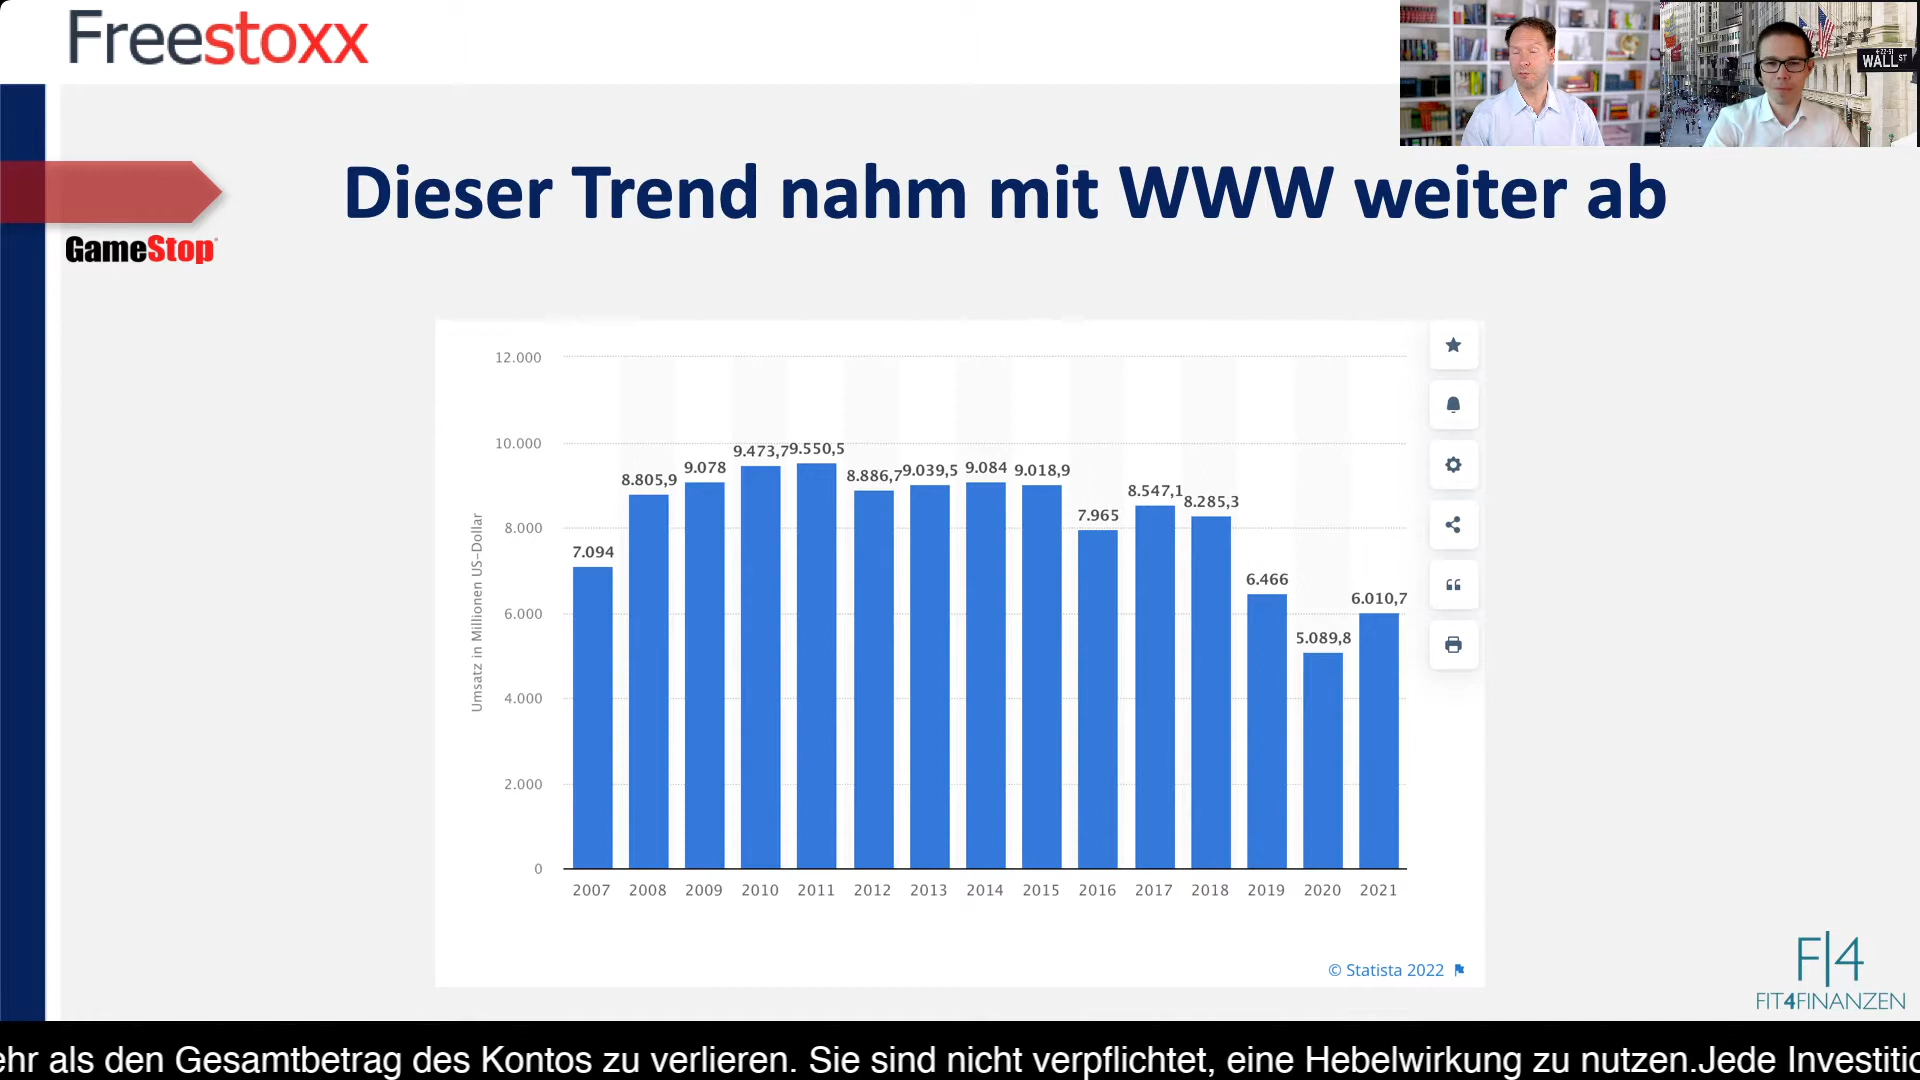 Freestoxx
WALL ST
Dieser Trend nahm mit WWW weiter ab
GameStop
Umsatz in Millionen US-Dollar
12.000
10.000
8.000
6.000
4.000
2.000
0
7.094
8.805,9
9.078
9.473,7
9.550,5
8.886,7
9.039,5
9.084
9.018,9
7.965
8.547,1
8.285,3
6.466
5.089,8
6.010,7
2007 2008 2009 2010 2011 2012 2013 2014 2015 2016 2017 2018 2019 2020 2021
© Statista 2022
F|4
FIT4FINANZEN
ehr als den Gesamtbetrag des Kontos zu verlieren. Sie sind nicht verpflichtet, eine Hebelwirkung zu nutzen.Jede Investitio